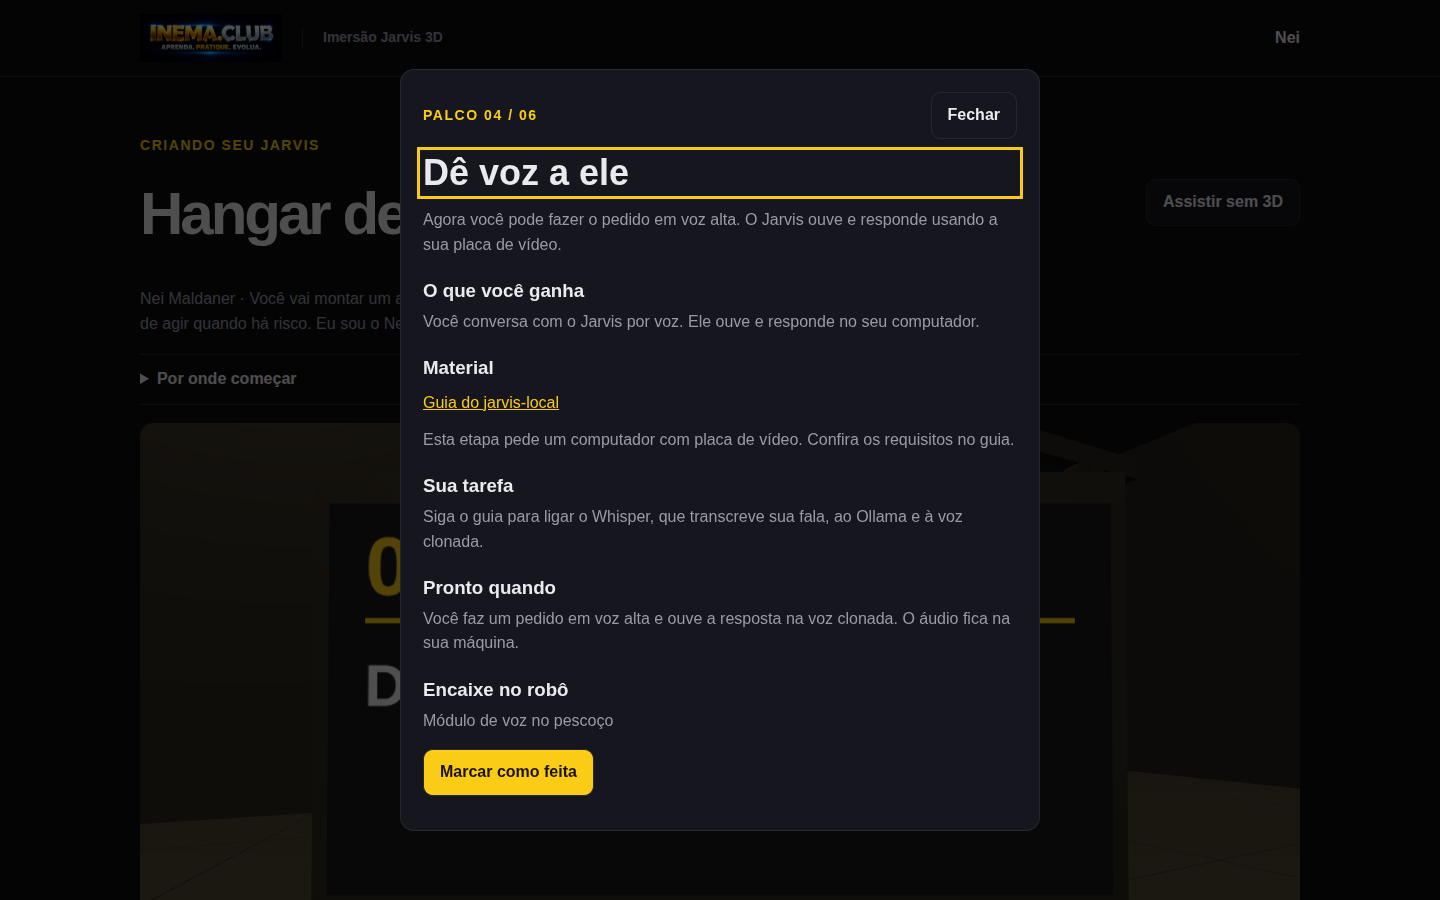 INEMA.CLUB
APRENDA. PRATIQUE. EVOLUA.
Imersão Jarvis 3D
Nei
CRIANDO SEU JARVIS
Hangar de
Assistir sem 3D
Nei Maldaner · Você vai montar um a
de agir quando há risco. Eu sou o Ne
Por onde começar
0
D
PALCO 04 / 06
Fechar
Dê voz a ele
Agora você pode fazer o pedido em voz alta. O Jarvis ouve e responde usando a
sua placa de vídeo.
O que você ganha
Você conversa com o Jarvis por voz. Ele ouve e responde no seu computador.
Material
Guia do jarvis-local
Esta etapa pede um computador com placa de vídeo. Confira os requisitos no guia.
Sua tarefa
Siga o guia para ligar o Whisper, que transcreve sua fala, ao Ollama e à voz
clonada.
Pronto quando
Você faz um pedido em voz alta e ouve a resposta na voz clonada. O áudio fica na
sua máquina.
Encaixe no robô
Módulo de voz no pescoço
Marcar como feita